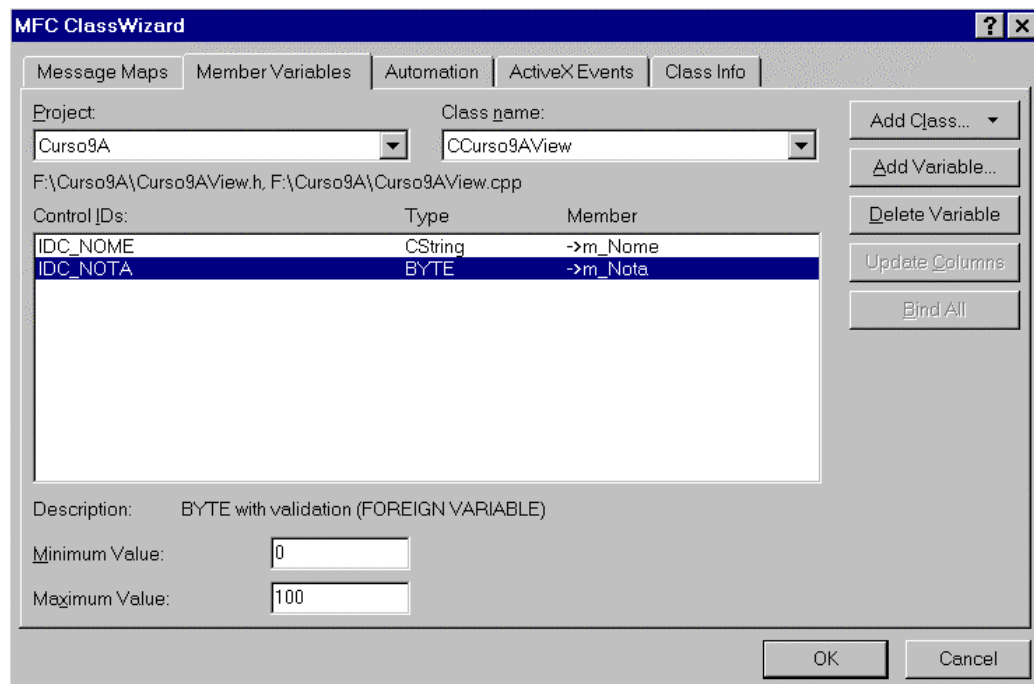 MFC ClassWizard
Message Maps Member Variables Automation ActiveX Events Class Info
Project: Class name:
Curso9A CCurso9AView
F:\Curso9A\Curso9AView.h, F:\Curso9A\Curso9AView.cpp
Control IDs: Type Member
IDC_NOME CString ->m_Nome
IDC_NOTA BYTE ->m_Nota
Add Class...
Add Variable...
Delete Variable
Update Columns
Bind All
Description: BYTE with validation (FOREIGN VARIABLE)
Minimum Value: 0
Maximum Value: 100
OK Cancel